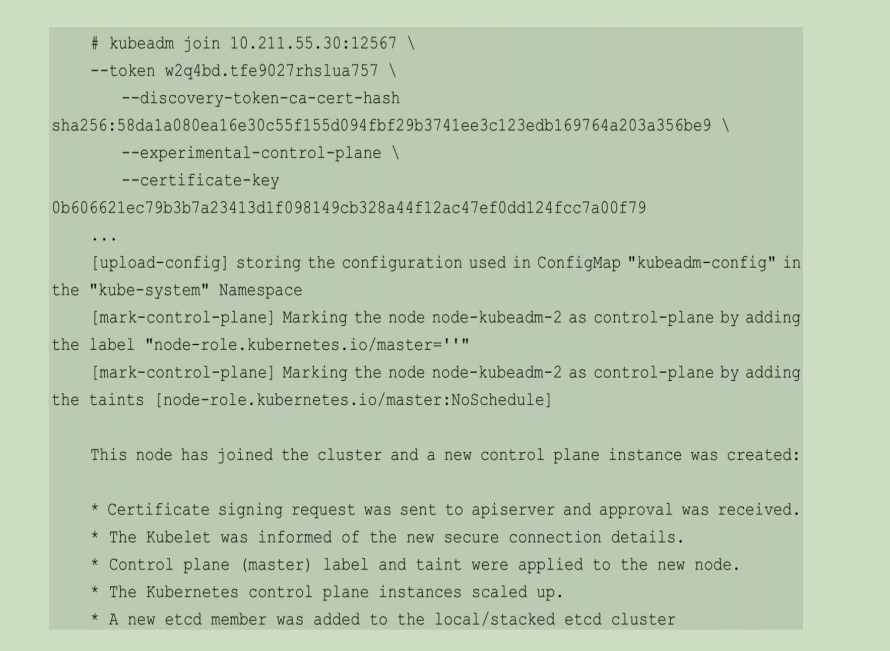 # kubeadm join 10.211.55.30:12567 \
--token w2q4bd.tfe9027rhslua757 \
--discovery-token-ca-cert-hash
sha256:58da1a080ea16e30c55f155d094fbf29b3741ee3c123edb169764a203a356be9 \
--experimental-control-plane \
--certificate-key
0b606621ec79b3b7a23413d1f098149cb328a44f12ac47ef0dd124fcc7a00f79
...
[upload-config] storing the configuration used in ConfigMap "kubeadm-config" in
the "kube-system" Namespace
[mark-control-plane] Marking the node node-kubeadm-2 as control-plane by adding
the label "node-role.kubernetes.io/master=''"
[mark-control-plane] Marking the node node-kubeadm-2 as control-plane by adding
the taints [node-role.kubernetes.io/master:NoSchedule]
This node has joined the cluster and a new control plane instance was created:
* Certificate signing request was sent to apiserver and approval was received.
* The Kubelet was informed of the new secure connection details.
* Control plane (master) label and taint were applied to the new node.
* The Kubernetes control plane instances scaled up.
* A new etcd member was added to the local/stacked etcd cluster